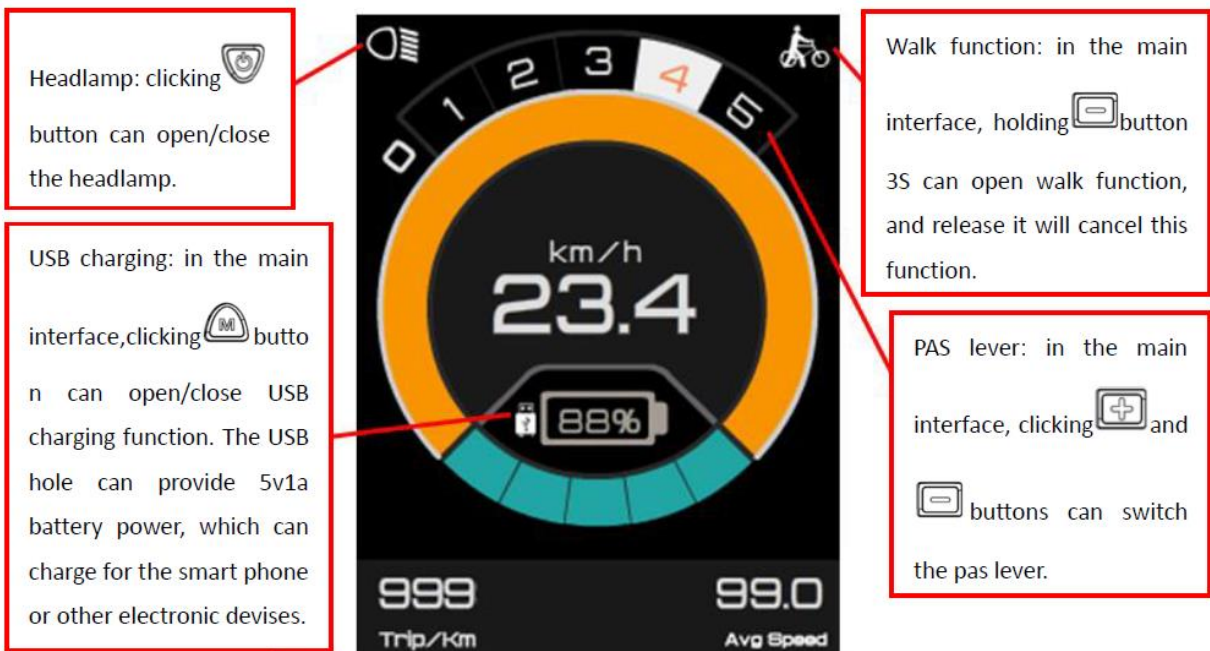 Headlamp: clicking
button can open/close
the headlamp.
USB charging: in the main
interface,clicking M butto
n can open/close USB
charging function. The USB
hole can provide 5v1a
battery power, which can
charge for the smart phone
or other electronic devises.
0 1 2 3 4 5
km/h
23.4
88%
999 99.0
Trip/Km Avg Speed
Walk function: in the main
interface, holding button
3S can open walk function,
and release it will cancel this
function.
PAS lever: in the main
interface, clicking and
buttons can switch
the pas lever.